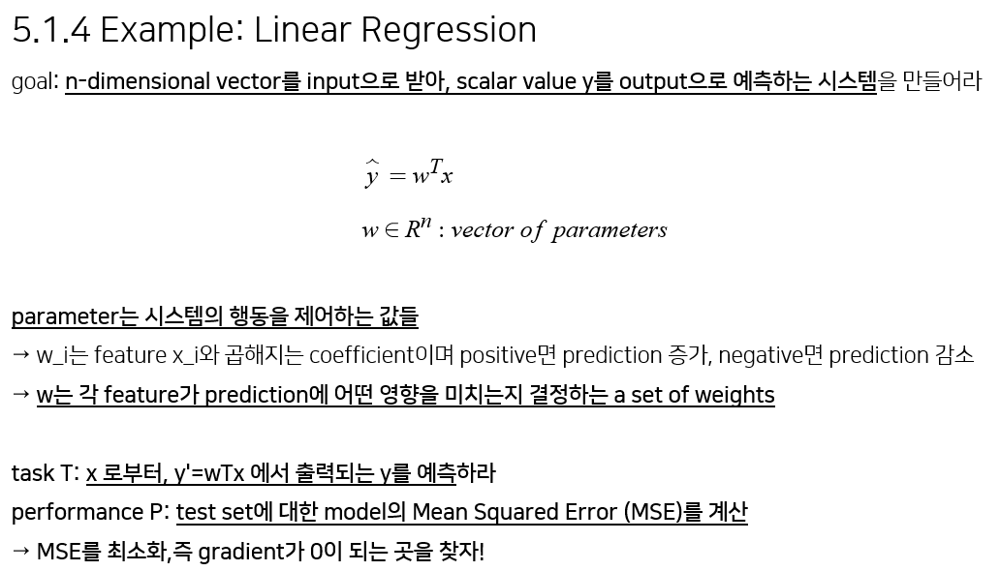 5.1.4 Example: Linear Regression
goal: n-dimensional vector를 input으로 받아, scalar value y를 output으로 예측하는 시스템을 만들어라
ŷ = w^T x
w ∈ R^n : vector of parameters
parameter는 시스템의 행동을 제어하는 값들
→ w_i는 feature x_i와 곱해지는 coefficient이며 positive면 prediction 증가, negative면 prediction 감소
→ w는 각 feature가 prediction에 어떤 영향을 미치는지 결정하는 a set of weights
task T: x 로부터, y'=wTx 에서 출력되는 y를 예측하라
performance P: test set에 대한 model의 Mean Squared Error (MSE)를 계산
→ MSE를 최소화,즉 gradient가 0이 되는 곳을 찾자!